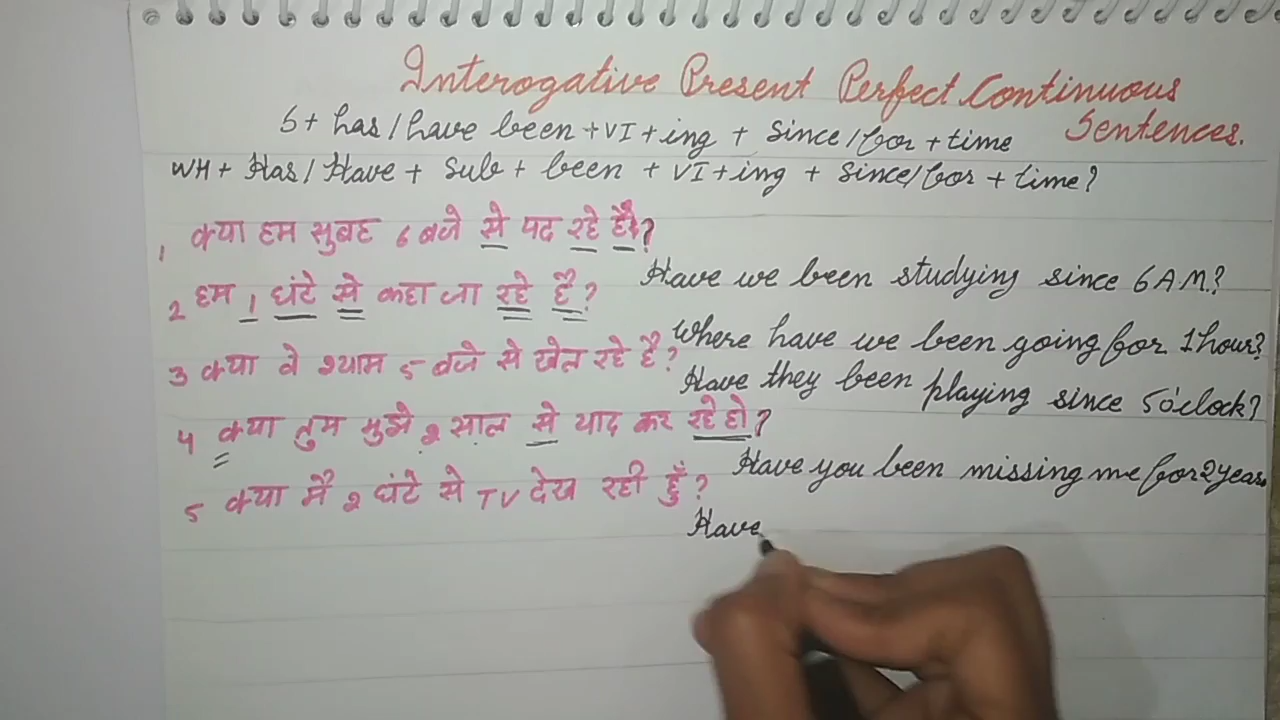 Interogative Present Perfect Continuous
Sentences.
S+ has/have been +VI+ing + Since/for +time
WH+ Has/Have + Sub + been + VI+ing + Since/for + time?
1 क्या हम सुबह 6 बजे से पढ रहे हैं?
Have we been studying since 6 A.M.?
2 हम 1 घंटे से कहा जा रहे है?
Where have we been going for 1 hour?
3 क्या वे श्याम 5 बजे से खेल रहे है?
Have they been playing since 5 o'clock?
4 क्या तुम मुझे 2 साल से याद कर रहे हो?
Have you been missing me for 2 years
5 क्या मैं 2 घंटे से TV देख रही हूँ?
Have